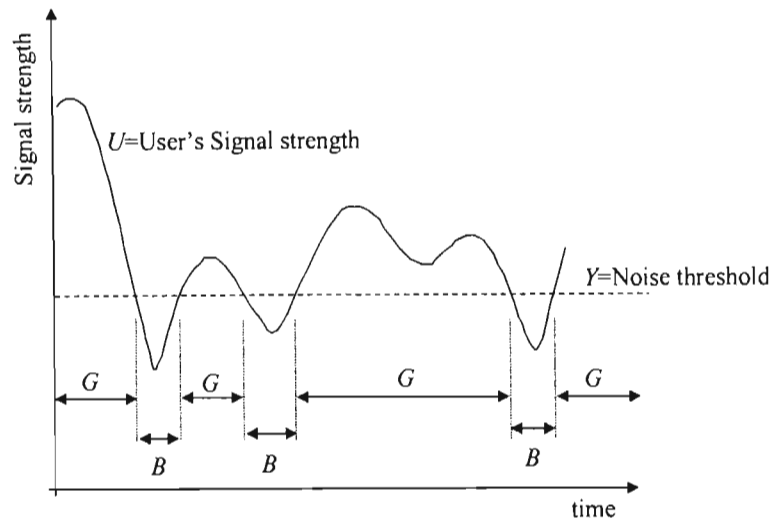 Signal strength
U=User's Signal strength
Y=Noise threshold
G
G
G
G
B
B
B
time